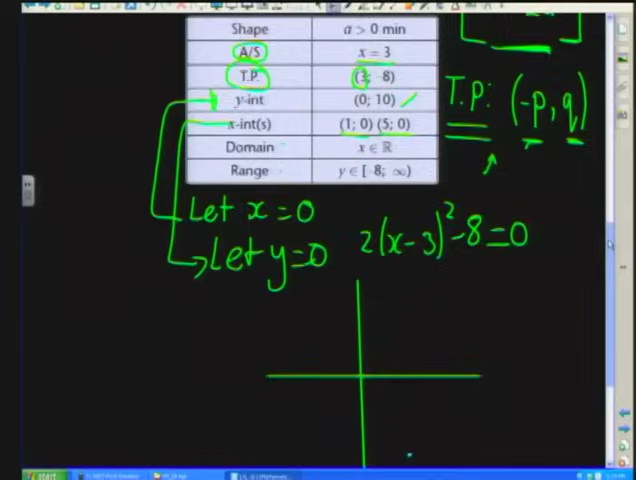 Shape a > 0 min
A/S x = 3
T.P. (3; -8)
y-int (0; 10)
x-int(s) (1; 0) (5; 0)
Domain x ∈ ℝ
Range y ∈ [-8; ∞)
T.P: (-p, q)
Let x = 0
Let y = 0 2(x - 3)² - 8 = 0
START